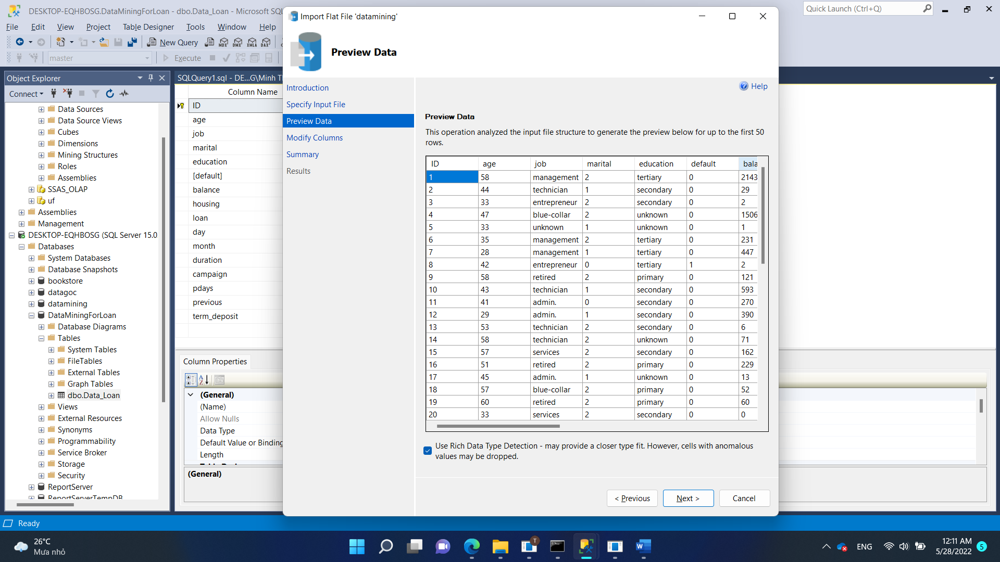 DESKTOP-EQHBOSG.DataMiningForLoan - dbo.Data_Loan - Microsoft SQL
Quick Launch (Ctrl+Q)
File Edit View Project Table Designer Tools Window Help
New Query MDX DMX XMLA DAX
master Execute
Object Explorer
Connect
Data Sources
Data Source Views
Cubes
Dimensions
Mining Structures
Roles
Assemblies
SSAS_OLAP
uf
Assemblies
Management
DESKTOP-EQHBOSG (SQL Server 15.0
Databases
System Databases
Database Snapshots
bookstore
datagoc
datamining
DataMiningForLoan
Database Diagrams
Tables
System Tables
FileTables
External Tables
Graph Tables
dbo.Data_Loan
Views
External Resources
Synonyms
Programmability
Service Broker
Storage
Security
ReportServer
ReportServerTempDB
SQLQuery1.sql - DE...G\Minh T
Column Name
ID
age
job
marital
education
[default]
balance
housing
loan
day
month
duration
campaign
pdays
previous
term_deposit
Column Properties
(General)
(Name)
Allow Nulls
Data Type
Default Value or Binding
Length
(General)
Import Flat File 'datamining'
Preview Data
Introduction
Specify Input File
Preview Data
Modify Columns
Summary
Results
Help
Preview Data
This operation analyzed the input file structure to generate the preview below for up to the first 50
rows.
ID age job marital education default bala
1 58 management 2 tertiary 0 2143
2 44 technician 1 secondary 0 29
3 33 entrepreneur 2 secondary 0 2
4 47 blue-collar 2 unknown 0 1506
5 33 unknown 1 unknown 0 1
6 35 management 2 tertiary 0 231
7 28 management 1 tertiary 0 447
8 42 entrepreneur 0 tertiary 1 2
9 58 retired 2 primary 0 121
10 43 technician 1 secondary 0 593
11 41 admin. 0 secondary 0 270
12 29 admin. 1 secondary 0 390
13 53 technician 2 secondary 0 6
14 58 technician 2 unknown 0 71
15 57 services 2 secondary 0 162
16 51 retired 2 primary 0 229
17 45 admin. 1 unknown 0 13
18 57 blue-collar 2 primary 0 52
19 60 retired 2 primary 0 60
20 33 services 2 secondary 0 0
Use Rich Data Type Detection - may provide a closer type fit. However, cells with anomalous
values may be dropped.
< Previous Next > Cancel
Ready
26°C
Mưa nhỏ
T
ENG
12:11 AM
5/28/2022
5